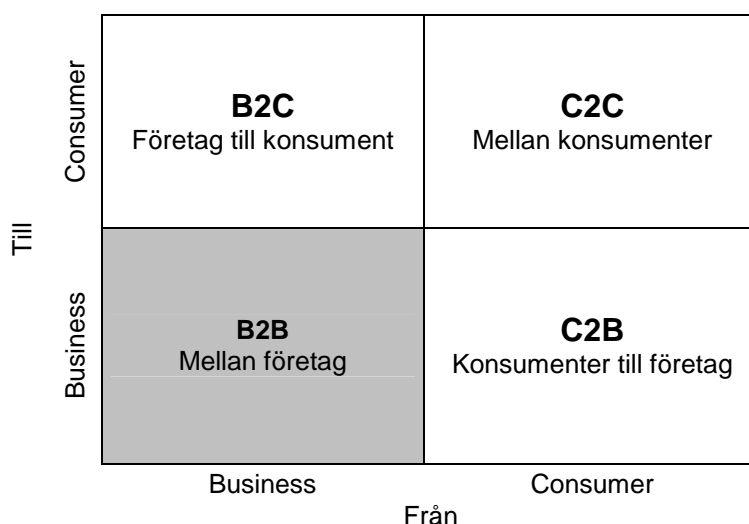 Till
Consumer
B2C
Företag till konsument
C2C
Mellan konsumenter
Business
B2B
Mellan företag
C2B
Konsumenter till företag
Business
Consumer
Från